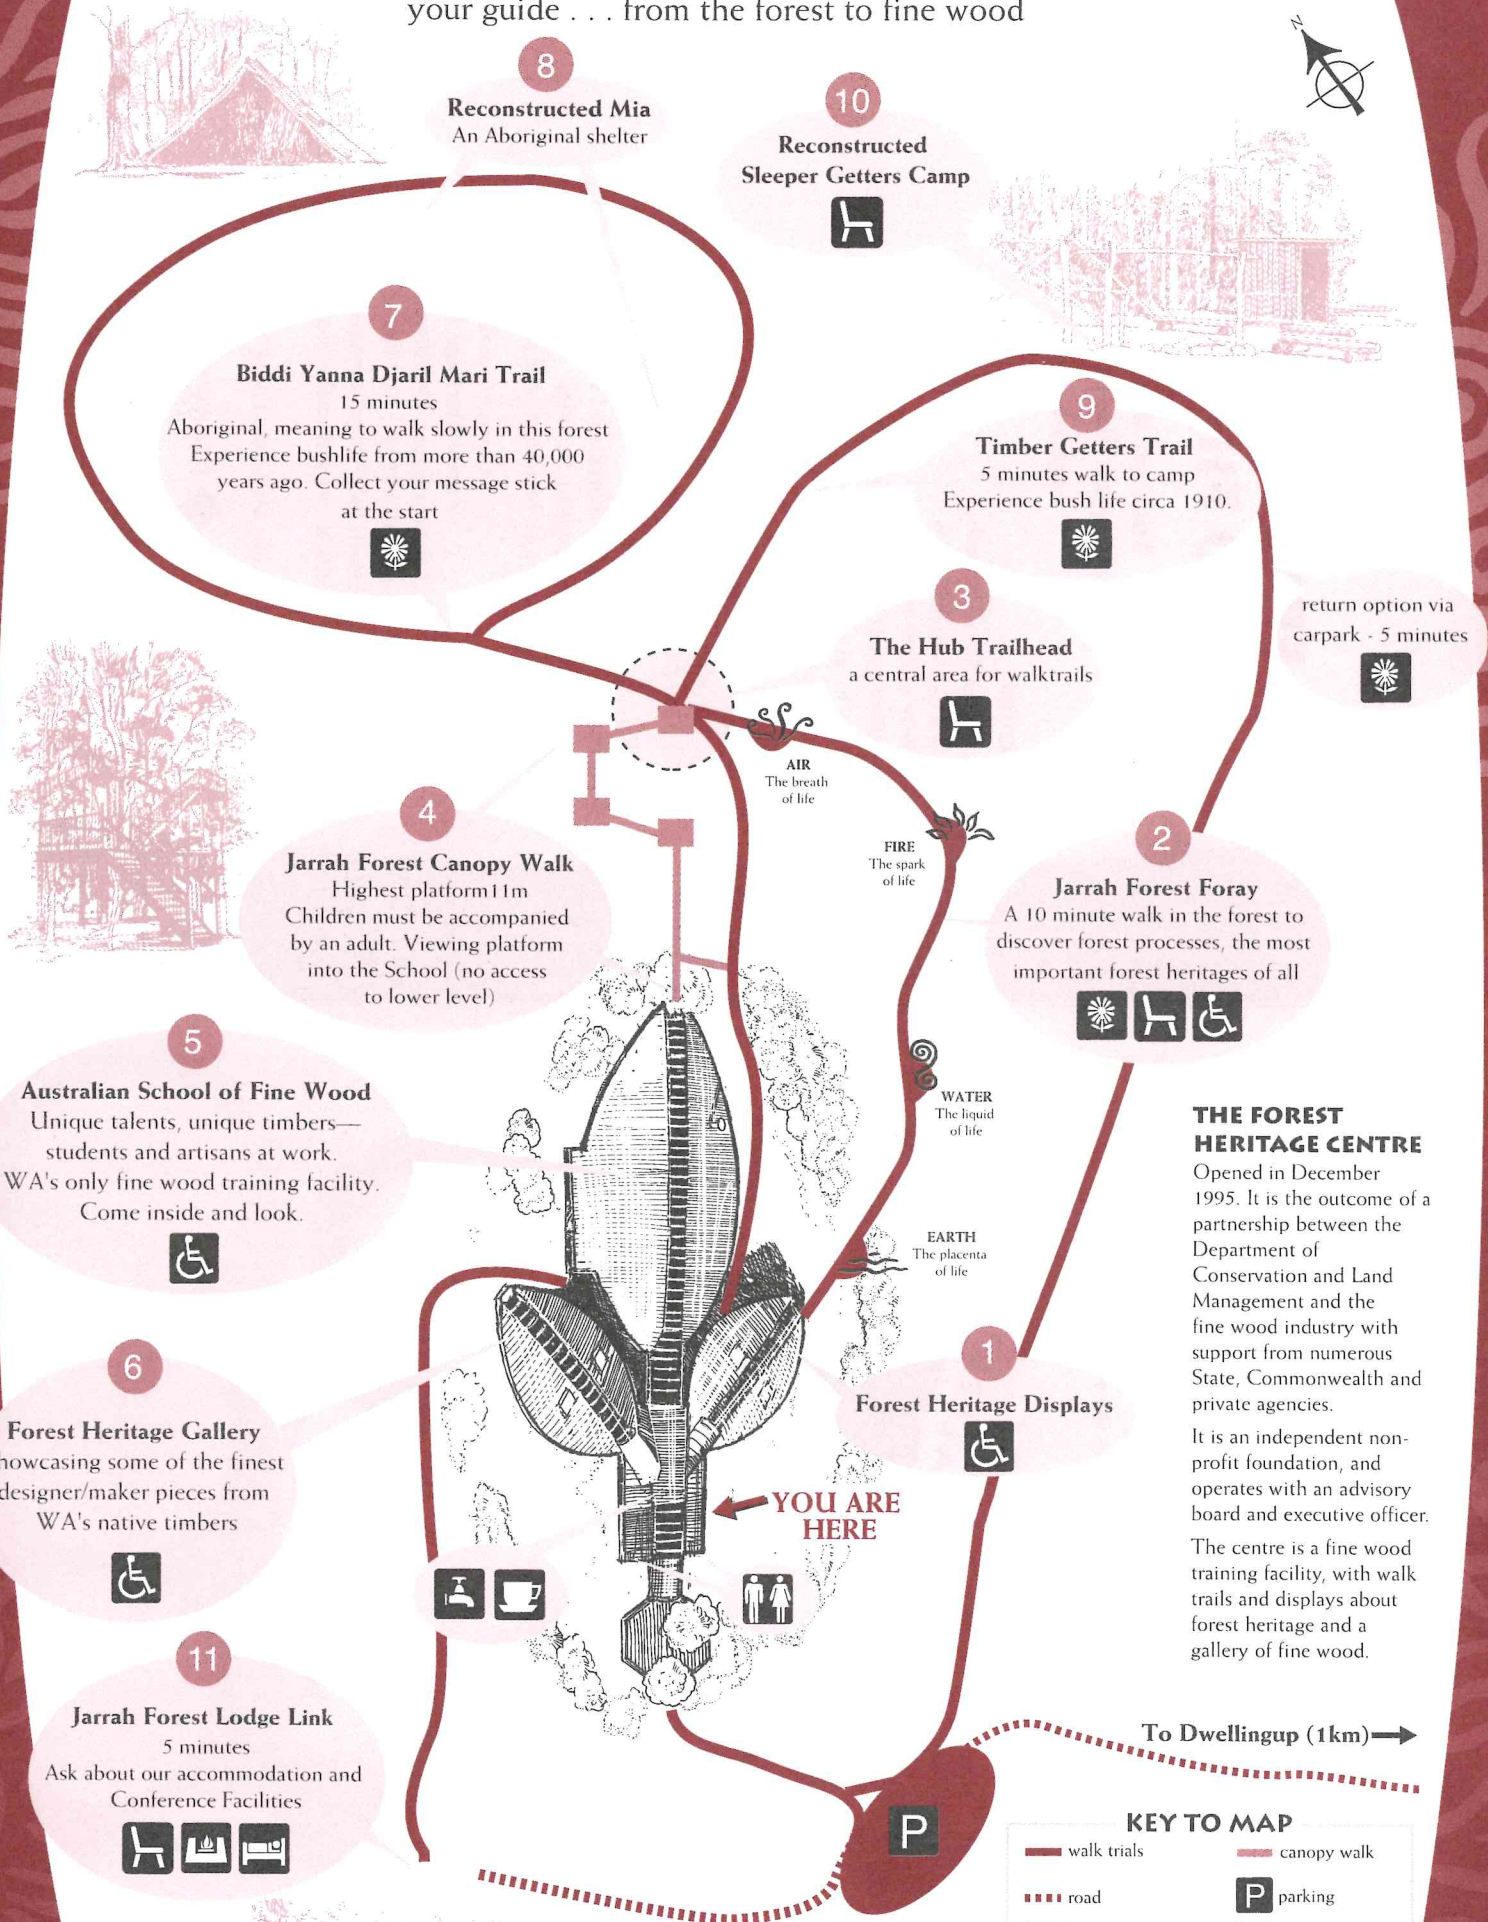 your guide . . . from the forest to fine wood
N
8
Reconstructed Mia
An Aboriginal shelter
10
Reconstructed
Sleeper Getters Camp
7
Biddi Yanna Djaril Mari Trail
15 minutes
Aboriginal, meaning to walk slowly in this forest
Experience bushlife from more than 40,000
years ago. Collect your message stick
at the start
9
Timber Getters Trail
5 minutes walk to camp
Experience bush life circa 1910.
return option via
carpark - 5 minutes
3
The Hub Trailhead
a central area for walktrails
AIR
The breath
of life
4
Jarrah Forest Canopy Walk
Highest platform 11m
Children must be accompanied
by an adult. Viewing platform
into the School (no access
to lower level)
FIRE
The spark
of life
2
Jarrah Forest Foray
A 10 minute walk in the forest to
discover forest processes, the most
important forest heritages of all
5
Australian School of Fine Wood
Unique talents, unique timbers—
students and artisans at work.
WA's only fine wood training facility.
Come inside and look.
WATER
The liquid
of life
EARTH
The placenta
of life
THE FOREST
HERITAGE CENTRE
Opened in December
1995. It is the outcome of a
partnership between the
Department of
Conservation and Land
Management and the
fine wood industry with
support from numerous
State, Commonwealth and
private agencies.
It is an independent non-
profit foundation, and
operates with an advisory
board and executive officer.
The centre is a fine wood
training facility, with walk
trails and displays about
forest heritage and a
gallery of fine wood.
6
Forest Heritage Gallery
howcasing some of the finest
designer/maker pieces from
WA's native timbers
1
Forest Heritage Displays
YOU ARE
HERE
11
Jarrah Forest Lodge Link
5 minutes
Ask about our accommodation and
Conference Facilities
To Dwellingup (1km)
P
KEY TO MAP
walk trials
canopy walk
road
P parking